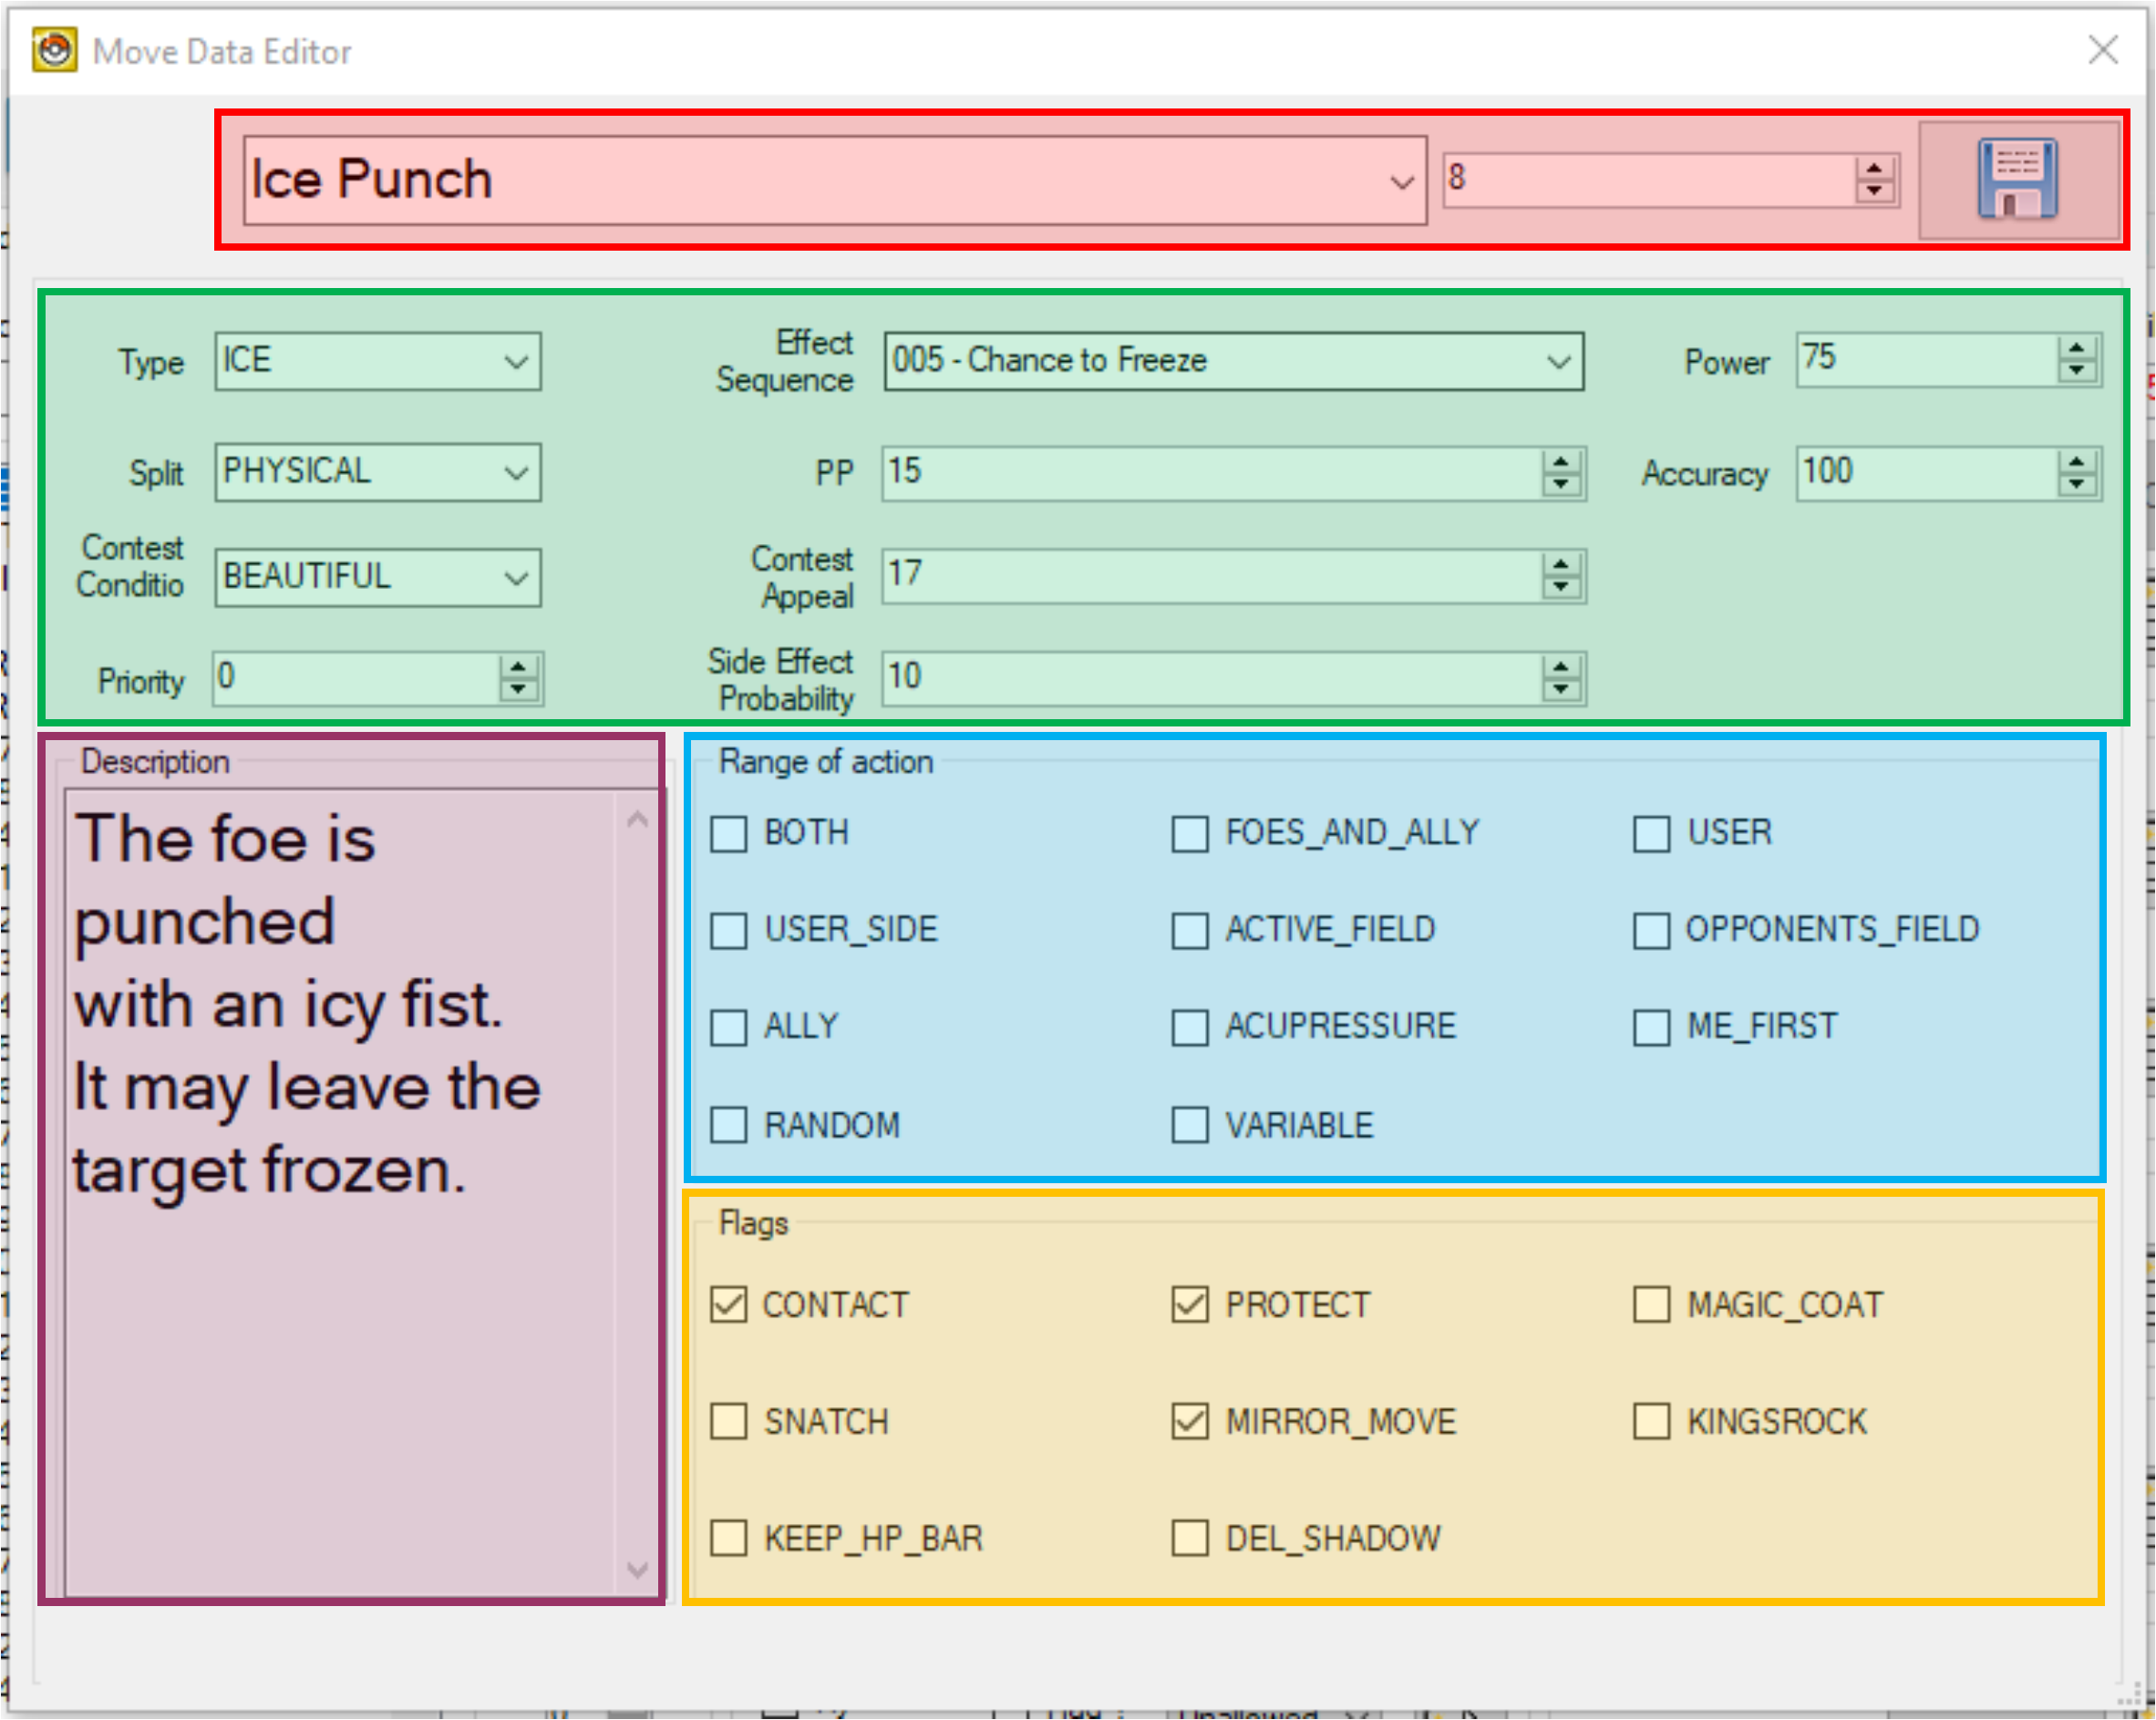 Move Data Editor
Ice Punch
8
Type
ICE
Effect
Sequence
005 - Chance to Freeze
Power
75
Split
PHYSICAL
PP
15
Accuracy
100
Contest
Conditio
BEAUTIFUL
Contest
Appeal
17
Priority
0
Side Effect
Probability
10
Description
The foe is
punched
with an icy fist.
It may leave the
target frozen.
Range of action
BOTH
FOES_AND_ALLY
USER
USER_SIDE
ACTIVE_FIELD
OPPONENTS_FIELD
ALLY
ACUPRESSURE
ME_FIRST
RANDOM
VARIABLE
Flags
CONTACT
PROTECT
MAGIC_COAT
SNATCH
MIRROR_MOVE
KINGSROCK
KEEP_HP_BAR
DEL_SHADOW